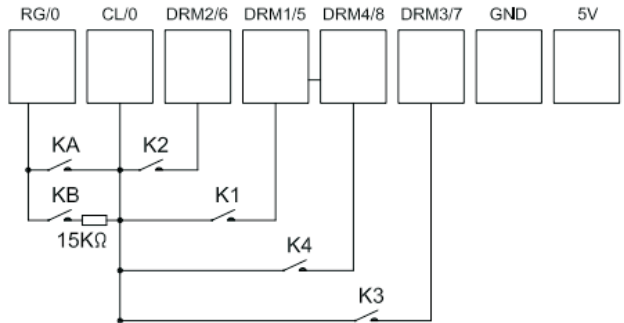 RG/0 CL/0 DRM2/6 DRM1/5 DRM4/8 DRM3/7 GND 5V
KA K2
KB K1
15KΩ
K4
K3